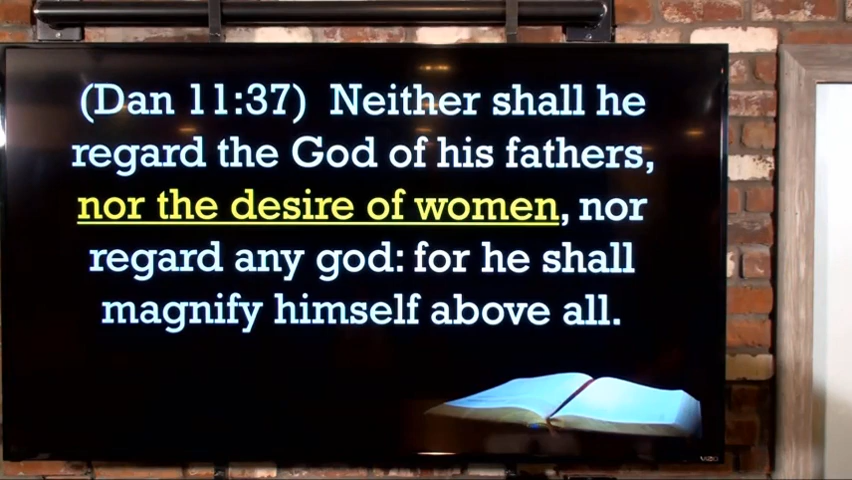 (Dan 11:37) Neither shall he
regard the God of his fathers,
nor the desire of women, nor
regard any god: for he shall
magnify himself above all.
VIZIO